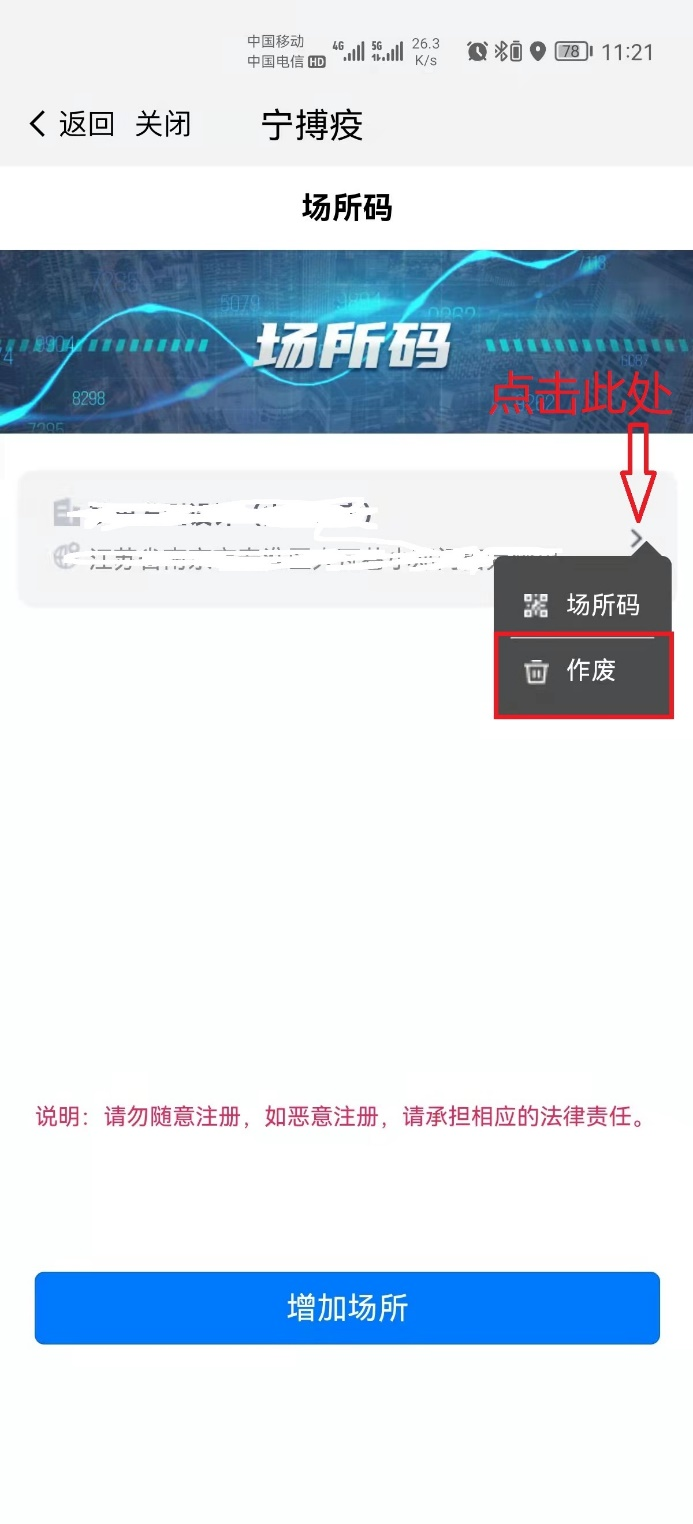 中国移动
中国电信 HD
4G
5G
26.3
K/s
78
11:21
返回 关闭 宁搏疫
场所码
场所码
8298
点击此处
场所码
作废
说明：请勿随意注册，如恶意注册，请承担相应的法律责任。
增加场所